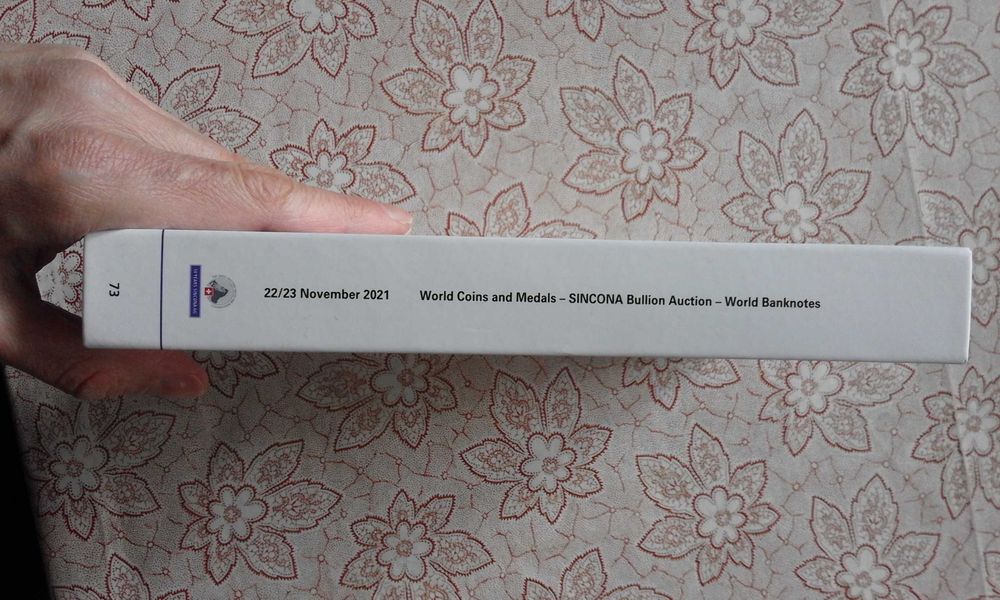 73
22/23 November 2021
World Coins and Medals – SINCONA Bullion Auction – World Banknotes